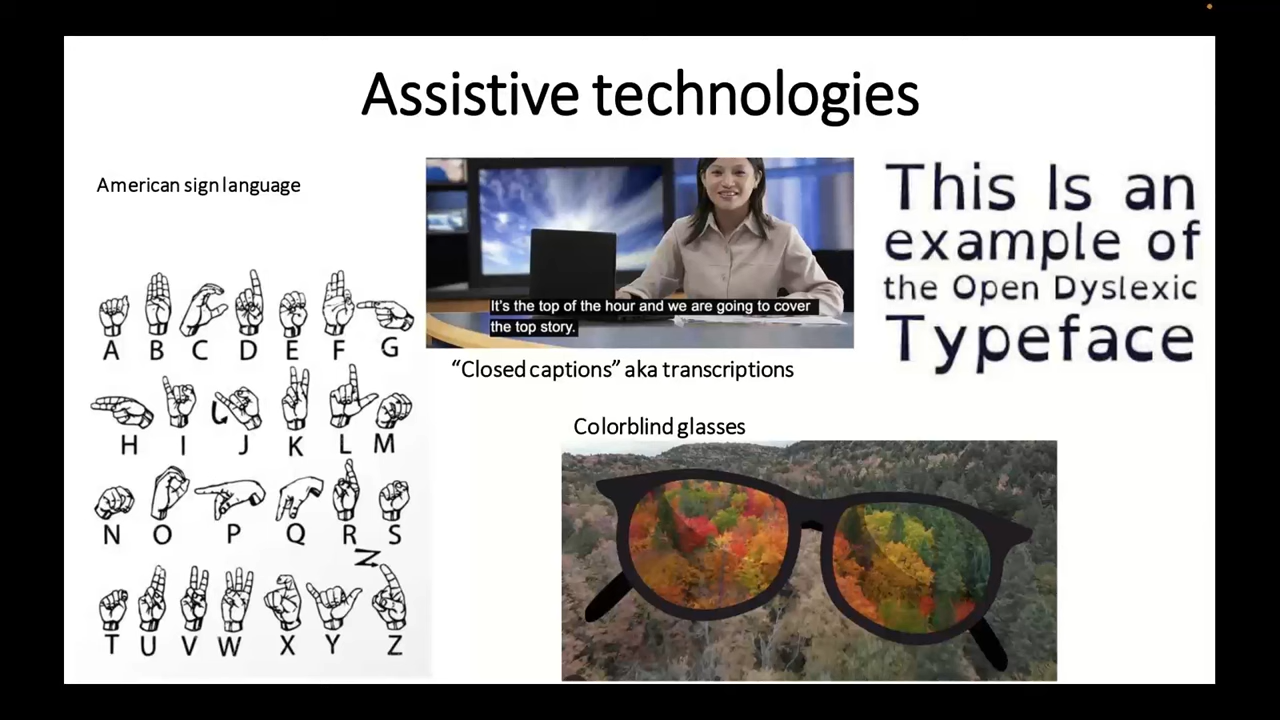 Assistive technologies
American sign language
A B C D E F G
H I J K L M
N O P Q R S
Z
T U V W X Y Z
It's the top of the hour and we are going to cover
the top story.
"Closed captions" aka transcriptions
This Is an
example of
the Open Dyslexic
Typeface
Colorblind glasses